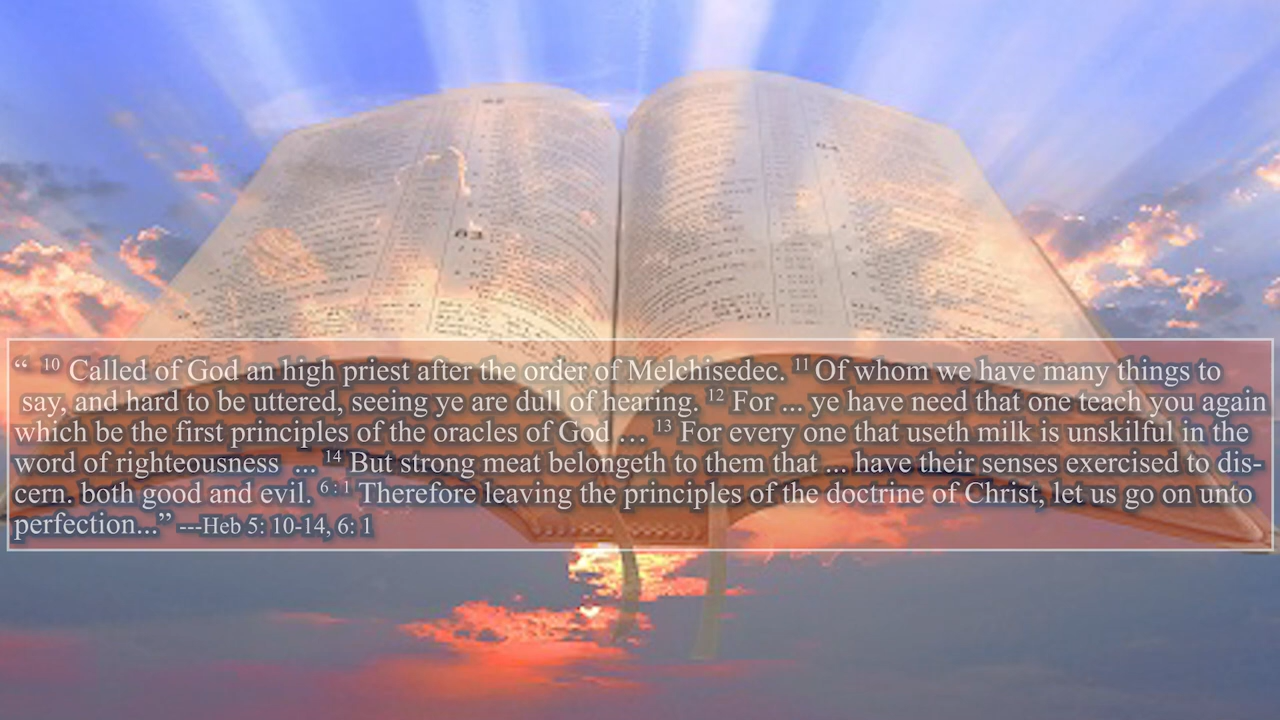 “ 10 Called of God an high priest after the order of Melchisedec. 11 Of whom we have many things to
say, and hard to be uttered, seeing ye are dull of hearing. 12 For ... ye have need that one teach you again
which be the first principles of the oracles of God ... 13 For every one that useth milk is unskilful in the
word of righteousness ... 14 But strong meat belongeth to them that ... have their senses exercised to dis-
cern. both good and evil. 6 : 1 Therefore leaving the principles of the doctrine of Christ, let us go on unto
perfection...” ---Heb 5: 10-14, 6: 1